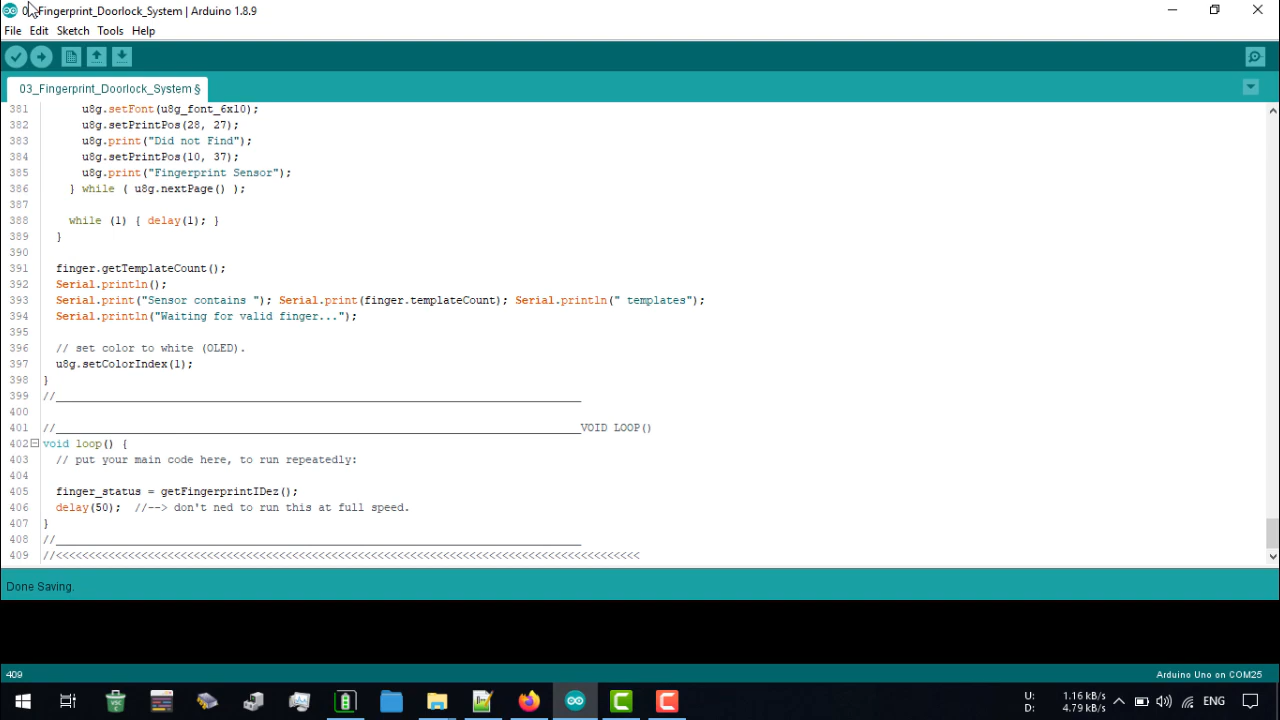 03_Fingerprint_Doorlock_System | Arduino 1.8.9
File Edit Sketch Tools Help
03_Fingerprint_Doorlock_System §
381 u8g.setFont(u8g_font_6x10);
382 u8g.setPrintPos(28, 27);
383 u8g.print("Did not Find");
384 u8g.setPrintPos(10, 37);
385 u8g.print("Fingerprint Sensor");
386 } while ( u8g.nextPage() );
387
388 while (1) { delay(1); }
389 }
390
391 finger.getTemplateCount();
392 Serial.println();
393 Serial.print("Sensor contains "); Serial.print(finger.templateCount); Serial.println(" templates");
394 Serial.println("Waiting for valid finger...");
395
396 // set color to white (OLED).
397 u8g.setColorIndex(1);
398 }
399 //________________________________________________________________________________
400
401 //________________________________________________________________________________VOID LOOP()
402 void loop() {
403 // put your main code here, to run repeatedly:
404
405 finger_status = getFingerprintIDez();
406 delay(50); //--> don't ned to run this at full speed.
407 }
408 //________________________________________________________________________________
409 //<<<<<<<<<<<<<<<<<<<<<<<<<<<<<<<<<<<<<<<<<<<<<<<<<<<<<<<<<<<<<<<<<<<<<<<<<<<<<<<<<<<<<<<<<
Done Saving.
409 Arduino Uno on COM25
U: 1.16 kB/s
D: 4.79 kB/s
ENG